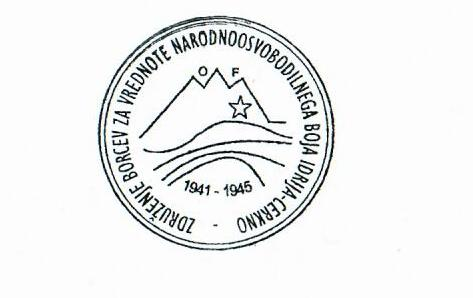 ZDRUŽENJE BORCEV ZA VREDNOTE NARODNOOSVOBODILNEGA BOJA IDRIJA-CERKNO -
O F
1941 - 1945